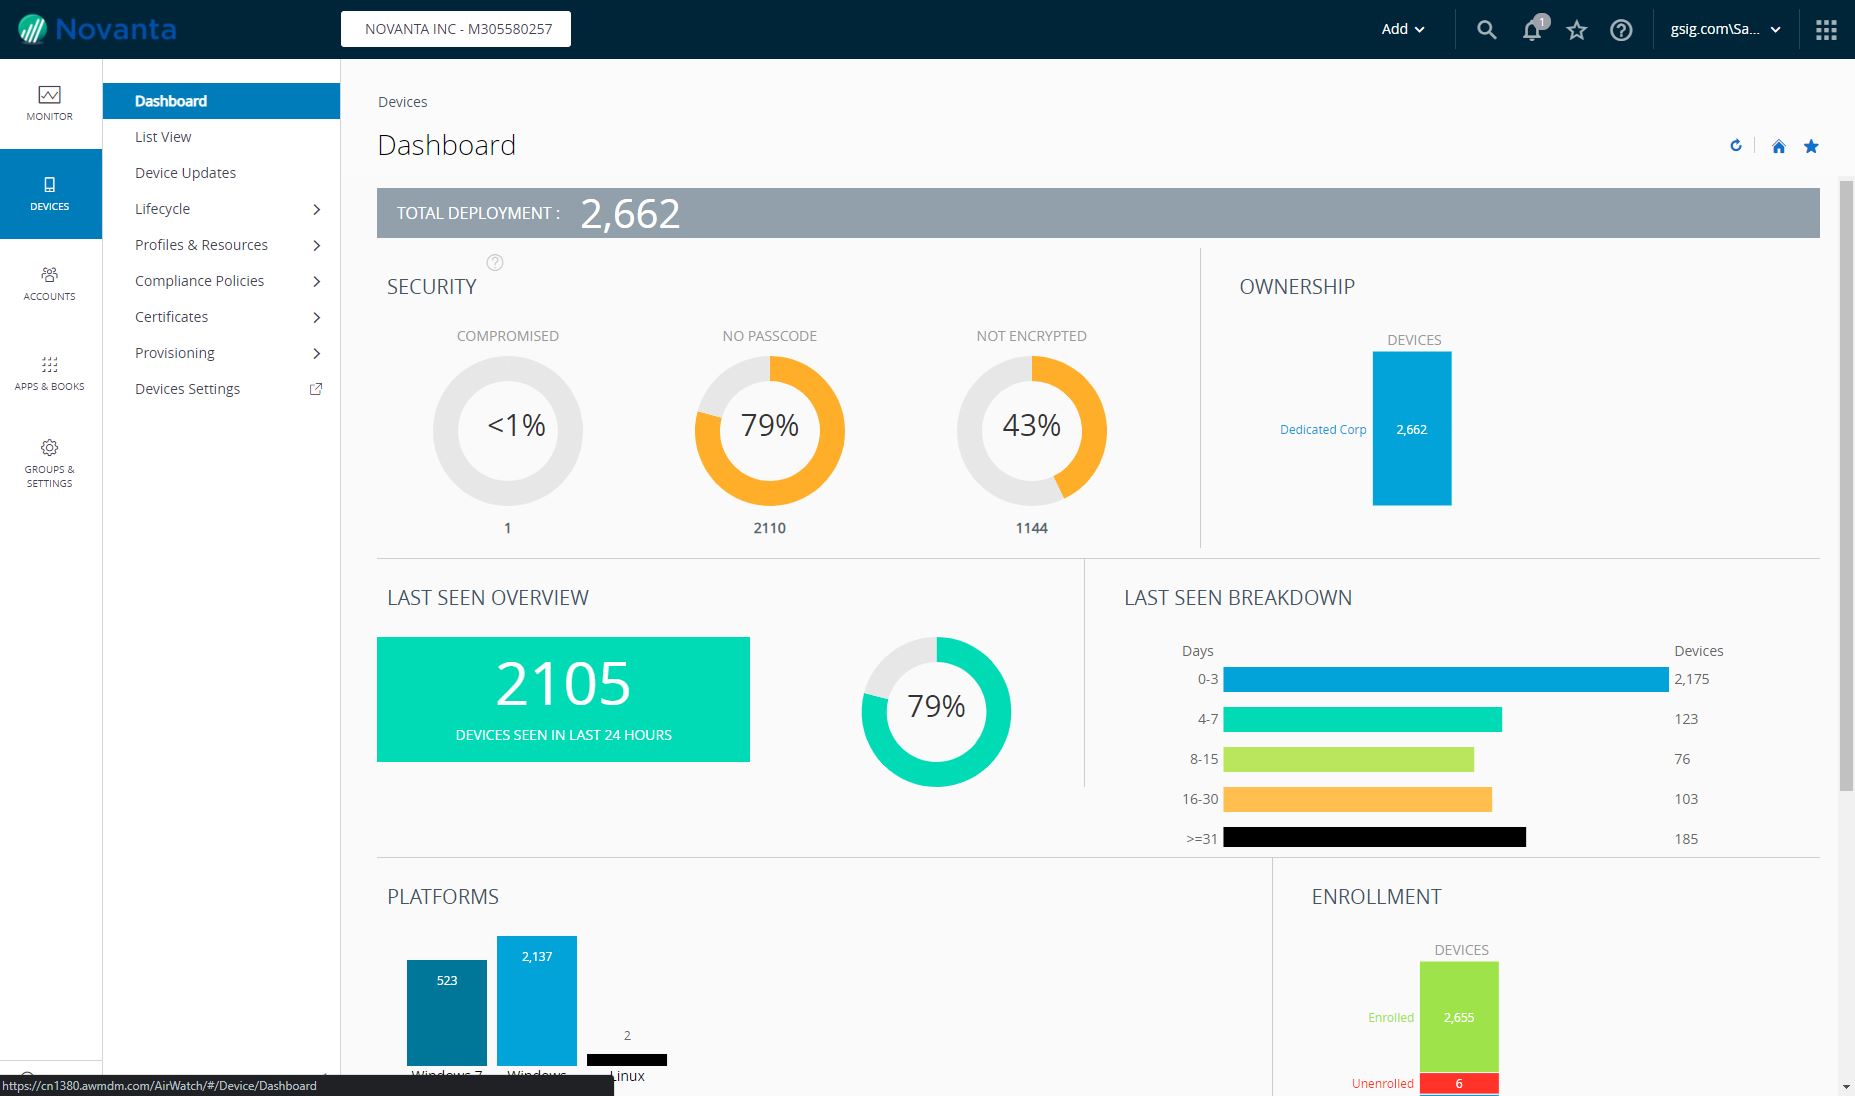 Novanta
NOVANTA INC - M305580257
Add
1
gsig.com\Sa...
MONITOR
DEVICES
ACCOUNTS
APPS & BOOKS
GROUPS &
SETTINGS
Dashboard
List View
Device Updates
Lifecycle
Profiles & Resources
Compliance Policies
Certificates
Provisioning
Devices Settings
Devices
Dashboard
TOTAL DEPLOYMENT : 2,662
SECURITY
COMPROMISED
<1%
1
NO PASSCODE
79%
2110
NOT ENCRYPTED
43%
1144
OWNERSHIP
DEVICES
Dedicated Corp 2,662
LAST SEEN OVERVIEW
2105
DEVICES SEEN IN LAST 24 HOURS
79%
LAST SEEN BREAKDOWN
Days Devices
0-3 2,175
4-7 123
8-15 76
16-30 103
>=31 185
PLATFORMS
523
2,137
2
Windows 7 Windows Linux
ENROLLMENT
DEVICES
Enrolled 2,655
Unenrolled 6
https://cn1380.awmdm.com/AirWatch/#/Device/Dashboard